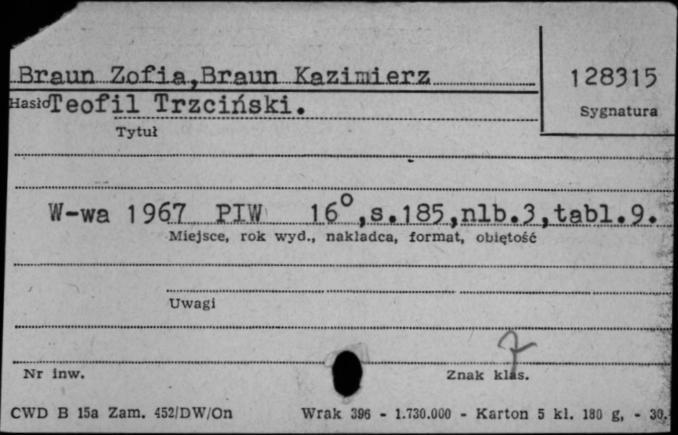 Braun Zofia,Braun Kazimierz
128315
Hasło Teofil Trzciński.
Sygnatura
Tytuł
W-wa 1967 PIW 16°,s.185,nlb.3,tabl.9.
Miejsce, rok wyd., nakładca, format, objętość
Uwagi
7
Nr inw.
Znak klas.
CWD B 15a Zam. 452/DW/On Wrak 396 - 1.730.000 - Karton 5 kl. 180 g, - 30.